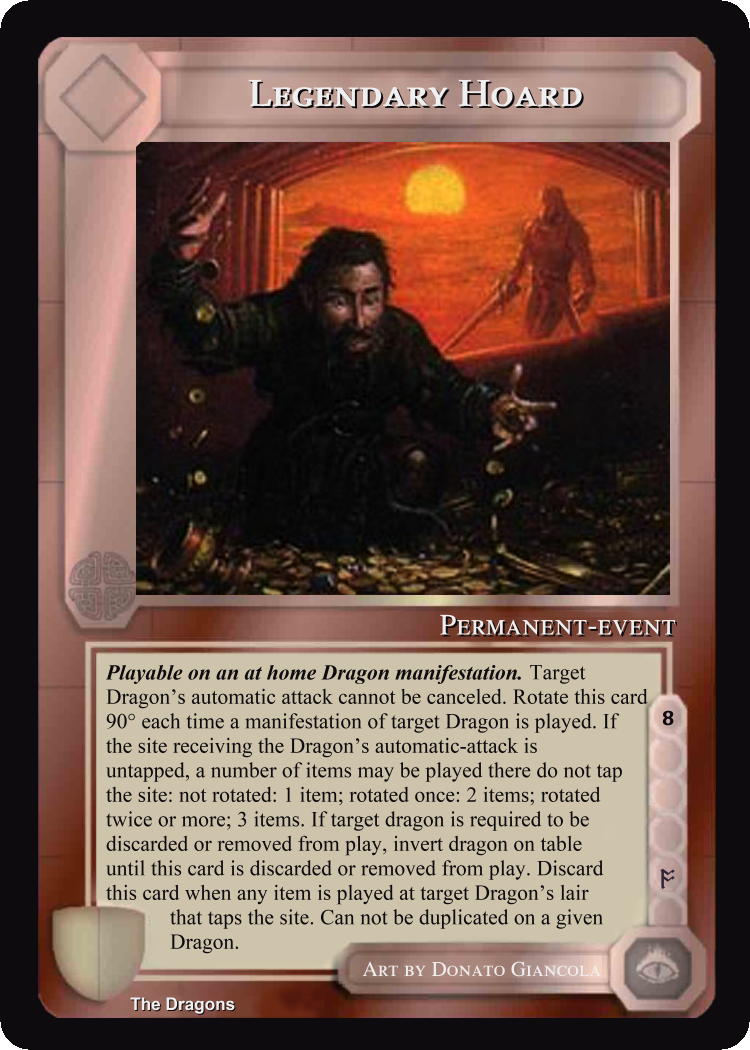 Legendary Hoard
Permanent-event
Playable on an at home Dragon manifestation. Target
Dragon's automatic attack cannot be canceled. Rotate this card
90° each time a manifestation of target Dragon is played. If
the site receiving the Dragon's automatic-attack is
untapped, a number of items may be played there do not tap
the site: not rotated: 1 item; rotated once: 2 items; rotated
twice or more; 3 items. If target dragon is required to be
discarded or removed from play, invert dragon on table
until this card is discarded or removed from play. Discard
this card when any item is played at target Dragon's lair
that taps the site. Can not be duplicated on a given
Dragon.
8
ᚩ
Art by Donato Giancola
The Dragons